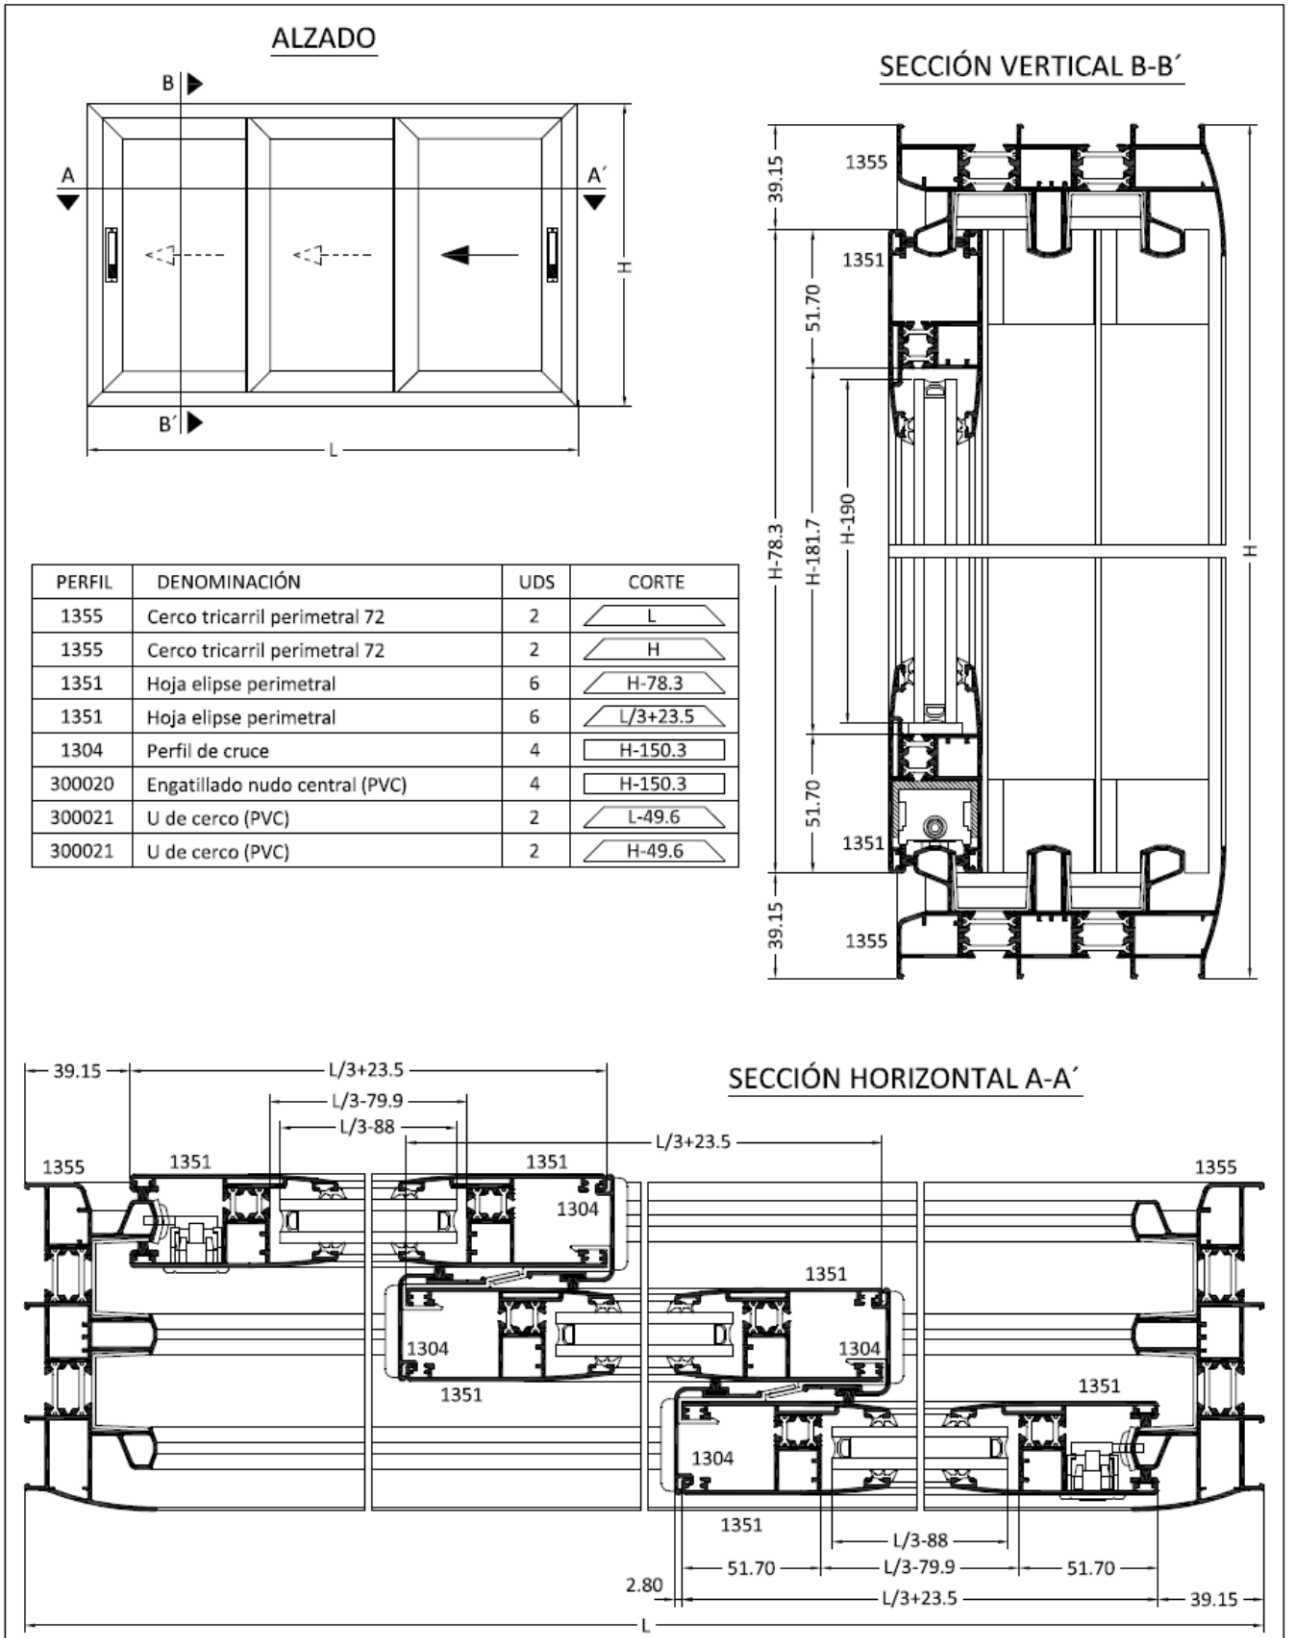 ALZADO
B
A
A´
H
B´
L
SECCIÓN VERTICAL B-B´
39.15
1355
1351
51.70
H-190
H-181.7
H-78.3
H
51.70
1351
39.15
1355
PERFIL DENOMINACIÓN UDS CORTE
1355 Cerco tricarril perimetral 72 2 L
1355 Cerco tricarril perimetral 72 2 H
1351 Hoja elipse perimetral 6 H-78.3
1351 Hoja elipse perimetral 6 L/3+23.5
1304 Perfil de cruce 4 H-150.3
300020 Engatillado nudo central (PVC) 4 H-150.3
300021 U de cerco (PVC) 2 L-49.6
300021 U de cerco (PVC) 2 H-49.6
SECCIÓN HORIZONTAL A-A´
39.15
L/3+23.5
L/3-79.9
L/3-88
L/3+23.5
1355
1351
1351
1355
1304
1351
1304
1304
1351
1351
1304
1351
L/3-88
51.70
L/3-79.9
51.70
2.80
L/3+23.5
39.15
L